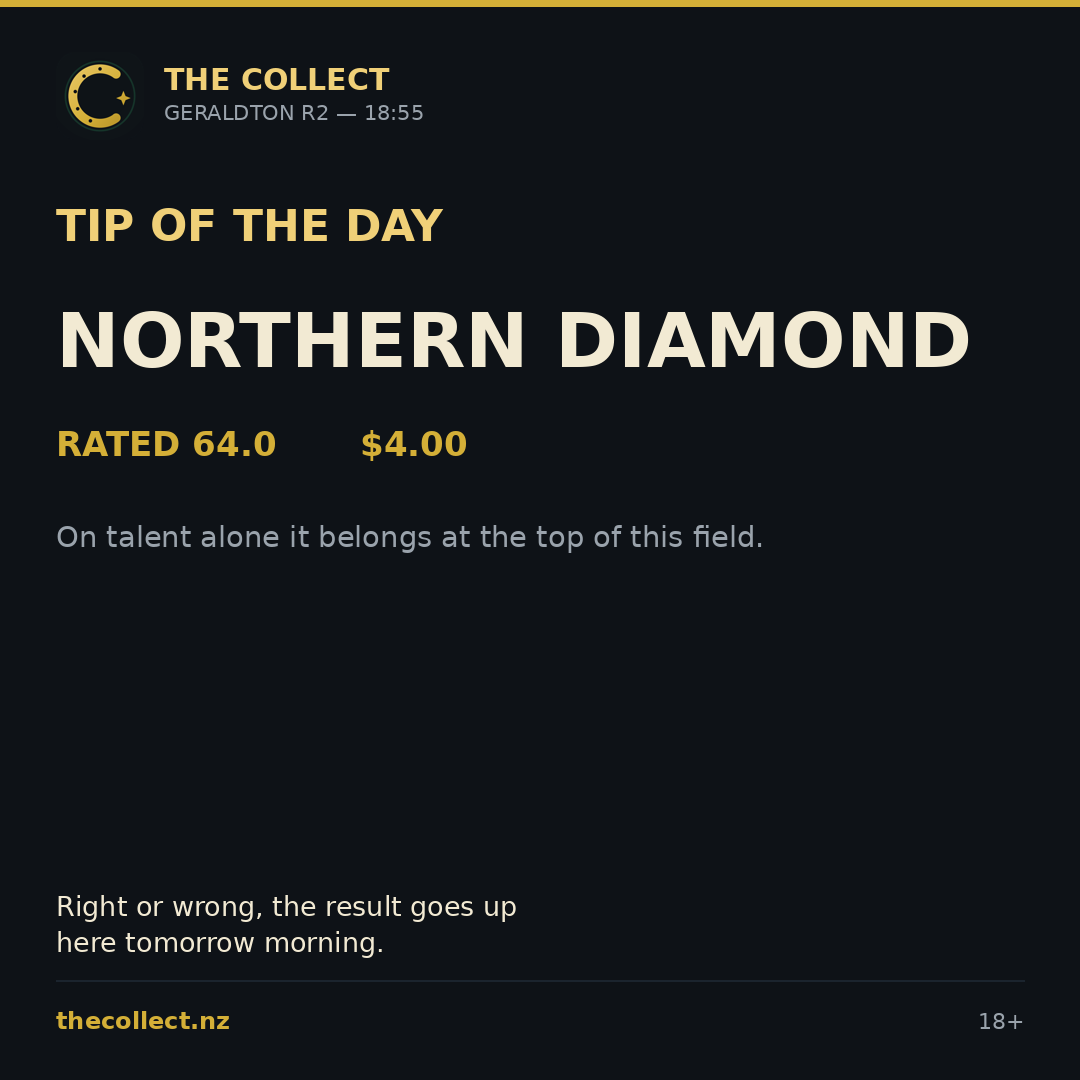 THE COLLECT
GERALDTON R2 — 18:55
TIP OF THE DAY
NORTHERN DIAMOND
RATED 64.0 $4.00
On talent alone it belongs at the top of this field.
Right or wrong, the result goes up
here tomorrow morning.
thecollect.nz 18+